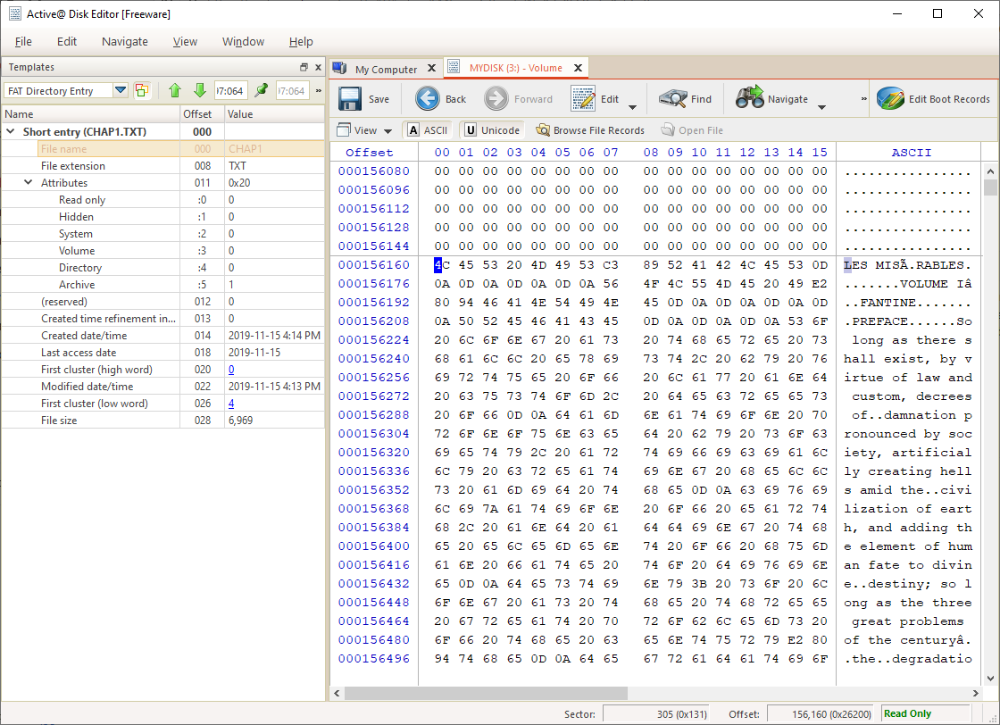 Active@ Disk Editor [Freeware]
File Edit Navigate View Window Help
Templates
FAT Directory Entry 7:064 7:064 »
Name Offset Value
Short entry (CHAP1.TXT) 000
File name 000 CHAP1
File extension 008 TXT
Attributes 011 0x20
Read only :0 0
Hidden :1 0
System :2 0
Volume :3 0
Directory :4 0
Archive :5 1
(reserved) 012 0
Created time refinement in... 013 0
Created date/time 014 2019-11-15 4:14 PM
Last access date 018 2019-11-15
First cluster (high word) 020 0
Modified date/time 022 2019-11-15 4:13 PM
First cluster (low word) 026 4
File size 028 6,969
My Computer MYDISK (3:) - Volume
Save Back Forward Edit Find Navigate » Edit Boot Records
View A ASCII U Unicode Browse File Records Open File
Offset 00 01 02 03 04 05 06 07 08 09 10 11 12 13 14 15 ASCII
000156080 00 00 00 00 00 00 00 00 00 00 00 00 00 00 00 00 ................
000156096 00 00 00 00 00 00 00 00 00 00 00 00 00 00 00 00 ................
000156112 00 00 00 00 00 00 00 00 00 00 00 00 00 00 00 00 ................
000156128 00 00 00 00 00 00 00 00 00 00 00 00 00 00 00 00 ................
000156144 00 00 00 00 00 00 00 00 00 00 00 00 00 00 00 00 ................
000156160 4C 45 53 20 4D 49 53 C3 89 52 41 42 4C 45 53 0D LES MISÃ.RABLES.
000156176 0A 0D 0A 0D 0A 0D 0A 56 4F 4C 55 4D 45 20 49 E2 .......VOLUME Iâ
000156192 80 94 46 41 4E 54 49 4E 45 0D 0A 0D 0A 0D 0A 0D ..FANTINE.......
000156208 0A 50 52 45 46 41 43 45 0D 0A 0D 0A 0D 0A 53 6F .PREFACE......So
000156224 20 6C 6F 6E 67 20 61 73 20 74 68 65 72 65 20 73 long as there s
000156240 68 61 6C 6C 20 65 78 69 73 74 2C 20 62 79 20 76 hall exist, by v
000156256 69 72 74 75 65 20 6F 66 20 6C 61 77 20 61 6E 64 irtue of law and
000156272 20 63 75 73 74 6F 6D 2C 20 64 65 63 72 65 65 73 custom, decrees
000156288 20 6F 66 0D 0A 64 61 6D 6E 61 74 69 6F 6E 20 70 of..damnation p
000156304 72 6F 6E 6F 75 6E 63 65 64 20 62 79 20 73 6F 63 ronounced by soc
000156320 69 65 74 79 2C 20 61 72 74 69 66 69 63 69 61 6C iety, artificial
000156336 6C 79 20 63 72 65 61 74 69 6E 67 20 68 65 6C 6C ly creating hell
000156352 73 20 61 6D 69 64 20 74 68 65 0D 0A 63 69 76 69 s amid the..civi
000156368 6C 69 7A 61 74 69 6F 6E 20 6F 66 20 65 61 72 74 lization of eart
000156384 68 2C 20 61 6E 64 20 61 64 64 69 6E 67 20 74 68 h, and adding th
000156400 65 20 65 6C 65 6D 65 6E 74 20 6F 66 20 68 75 6D e element of hum
000156416 61 6E 20 66 61 74 65 20 74 6F 20 64 69 76 69 6E an fate to divin
000156432 65 0D 0A 64 65 73 74 69 6E 79 3B 20 73 6F 20 6C e..destiny; so l
000156448 6F 6E 67 20 61 73 20 74 68 65 20 74 68 72 65 65 ong as the three
000156464 20 67 72 65 61 74 20 70 72 6F 62 6C 65 6D 73 20 great problems
000156480 6F 66 20 74 68 65 20 63 65 6E 74 75 72 79 E2 80 of the centuryâ.
000156496 94 74 68 65 0D 0A 64 65 67 72 61 64 61 74 69 6F .the..degradatio
Sector: 305 (0x131) Offset: 156,160 (0x26200) Read Only